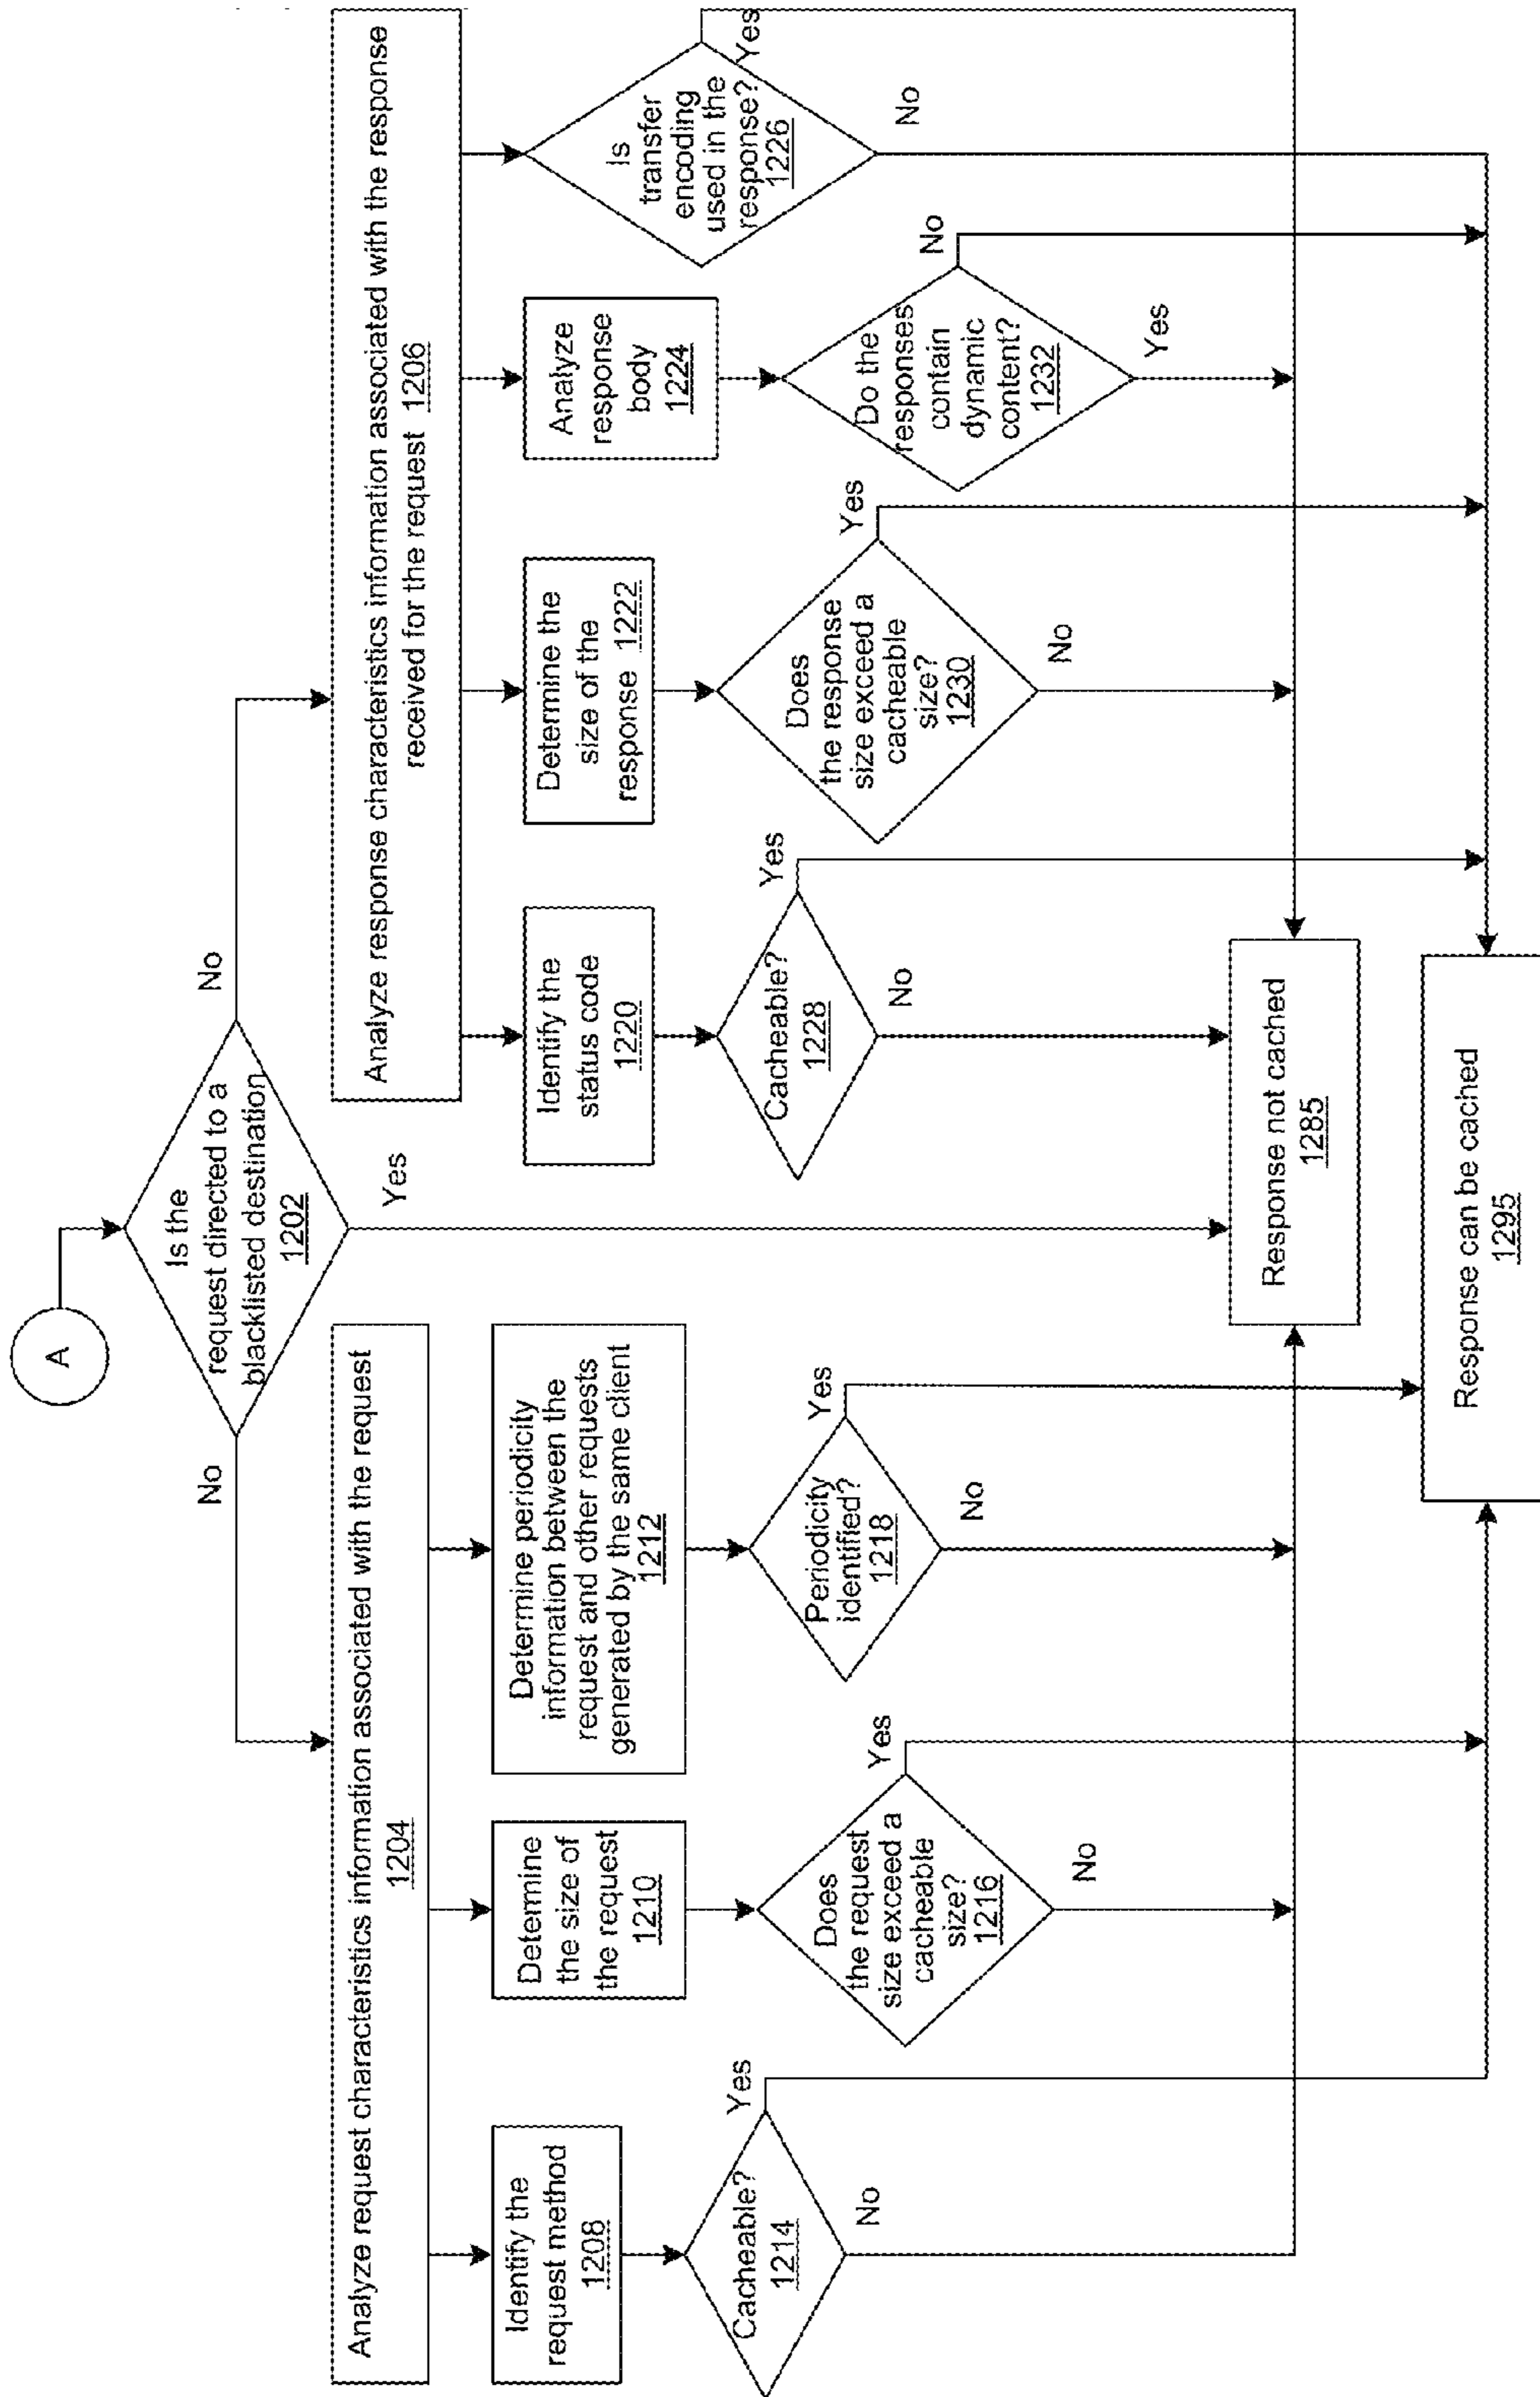 A
Is the
request directed to a
blacklisted destination
1202
No
No
Yes
Analyze request characteristics information associated with the request
1204
Analyze response characteristics information associated with the response
received for the request 1206
Identify the
request method
1208
Determine
the size of
the request
1210
Determine periodicity
information between the
request and other requests
generated by the same client
1212
Identify the
status code
1220
Determine the
size of the
response 1222
Analyze
response
body
1224
Is
transfer
encoding
used in the
response?
1226
Yes
No
Cacheable?
1214
Yes
No
Does
the request
size exceed a
cacheable
size?
1216
Yes
No
Periodicity
identified?
1218
Yes
No
Cacheable?
1228
Yes
No
Does
the response
size exceed a
cacheable
size?
1230
Yes
No
Do the
responses
contain
dynamic
content?
1232
No
Yes
Response not cached
1285
Response can be cached
1295